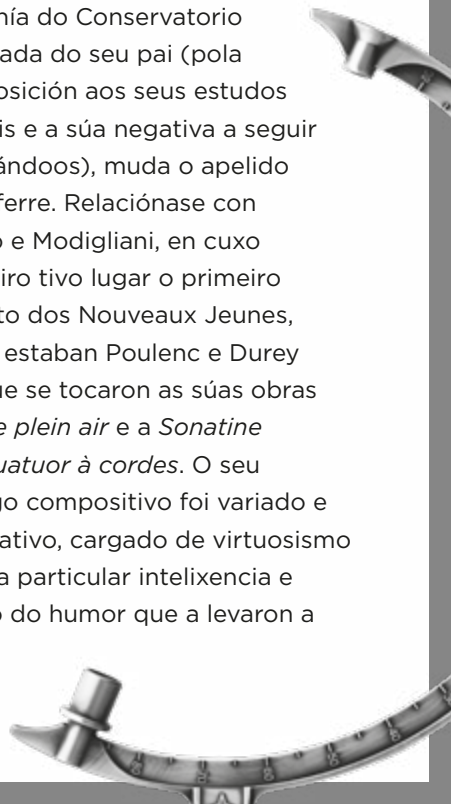 nía do Conservatorio
ada do seu pai (pola
osición aos seus estudos
is e a súa negativa a seguir
ándoos), muda o apelido
ferre. Relaciónase con
o e Modigliani, en cuxo
iro tivo lugar o primeiro
to dos Nouveaux Jeunes,
estaban Poulenc e Durey
ue se tocaron as súas obras
e plein air e a Sonatine
uatuor à cordes. O seu
go compositivo foi variado e
ativo, cargado de virtuosismo
a particular intelixencia e
o do humor que a levaron a